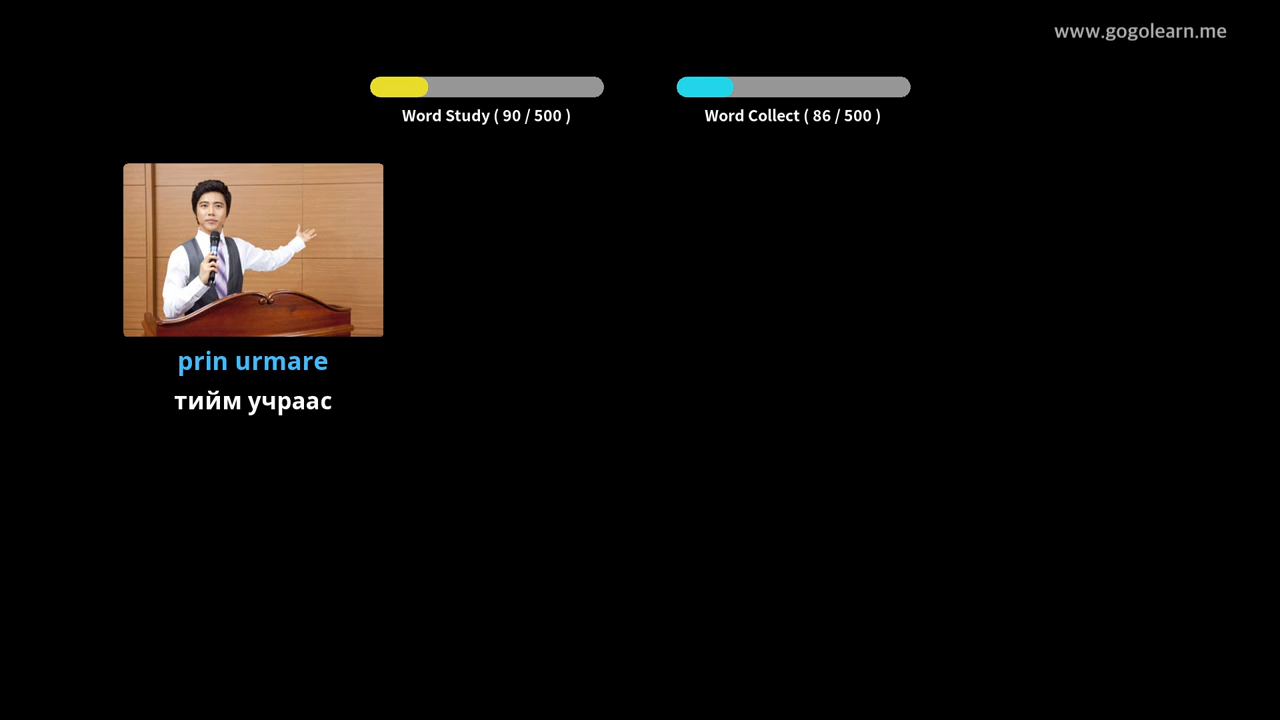 www.gogolearn.me
Word Study ( 90 / 500 )
Word Collect ( 86 / 500 )
prin urmare
тийм учраас